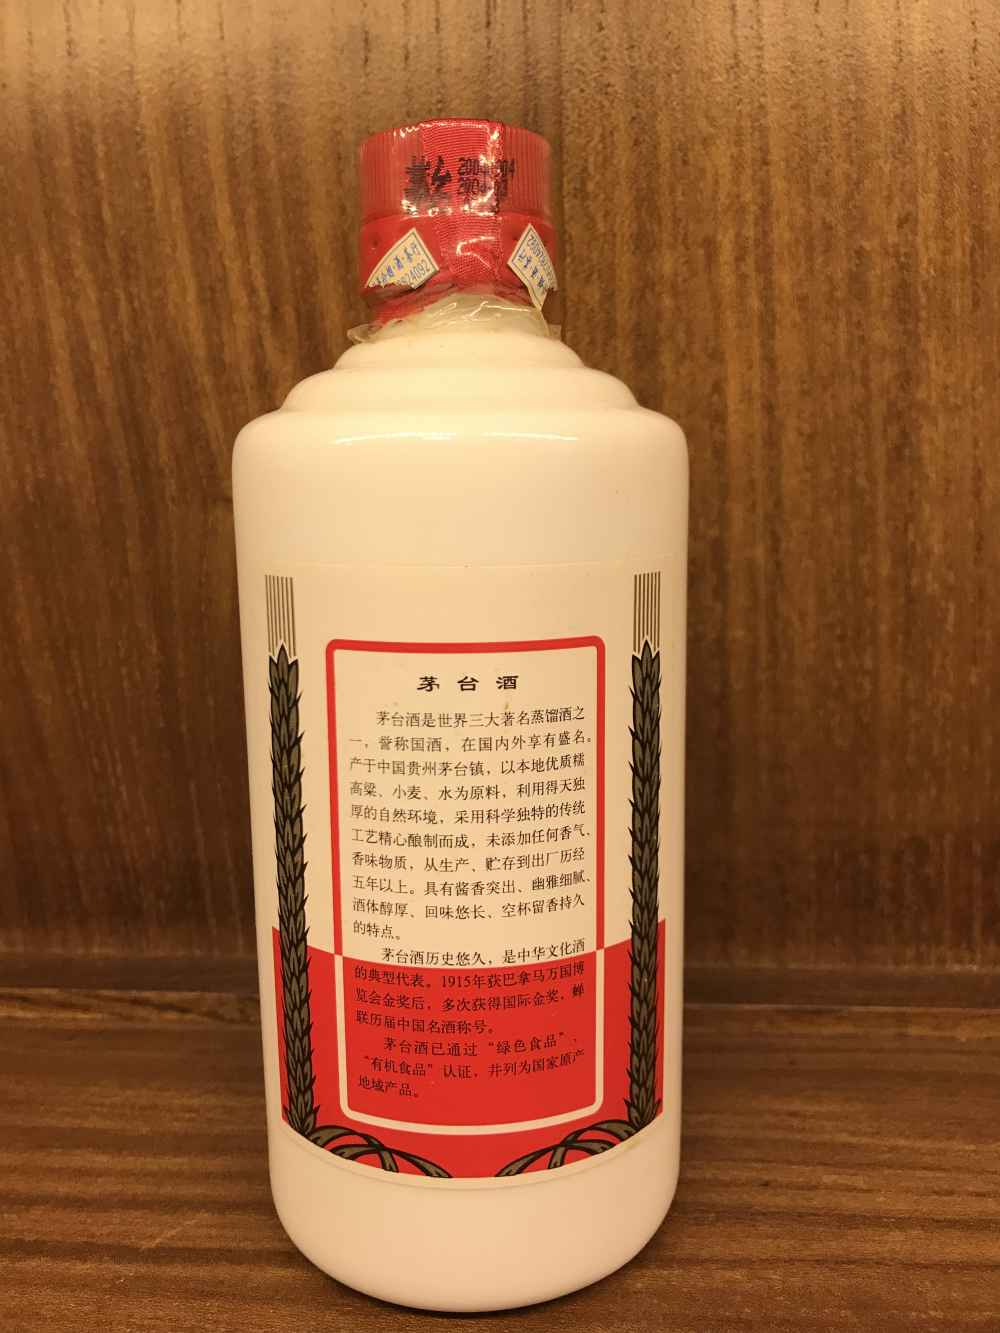 茅台酒
茅台酒是世界三大著名蒸馏酒之
一，誉称国酒，在国内外享有盛名。
产于中国贵州茅台镇，以本地优质糯
高粱、小麦、水为原料，利用得天独
厚的自然环境，采用科学独特的传统
工艺精心酿制而成，未添加任何香气、
香味物质，从生产、贮存到出厂历经
五年以上。具有酱香突出、幽雅细腻、
酒体醇厚、回味悠长、空杯留香持久
的特点。
茅台酒历史悠久，是中华文化酒
的典型代表。1915年获巴拿马万国博
览会金奖后，多次获得国际金奖，蝉
联历届中国名酒称号。
茅台酒已通过“绿色食品”、
“有机食品”认证，并列为国家原产
地域产品。